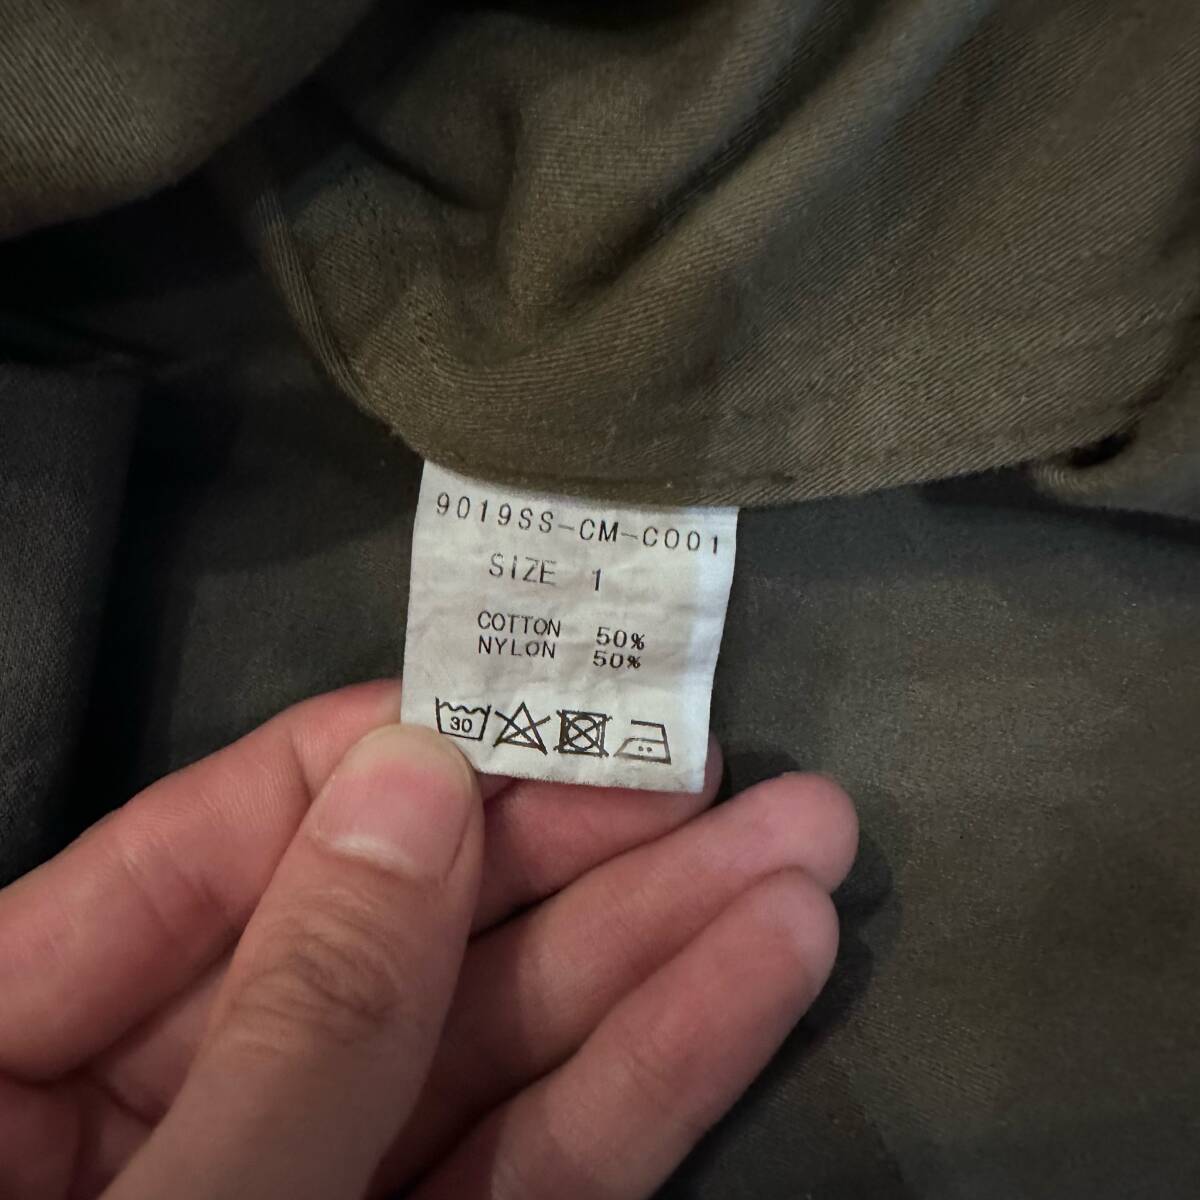 9019SS-CM-C001
SIZE 1
COTTON 50%
NYLON 50%
30